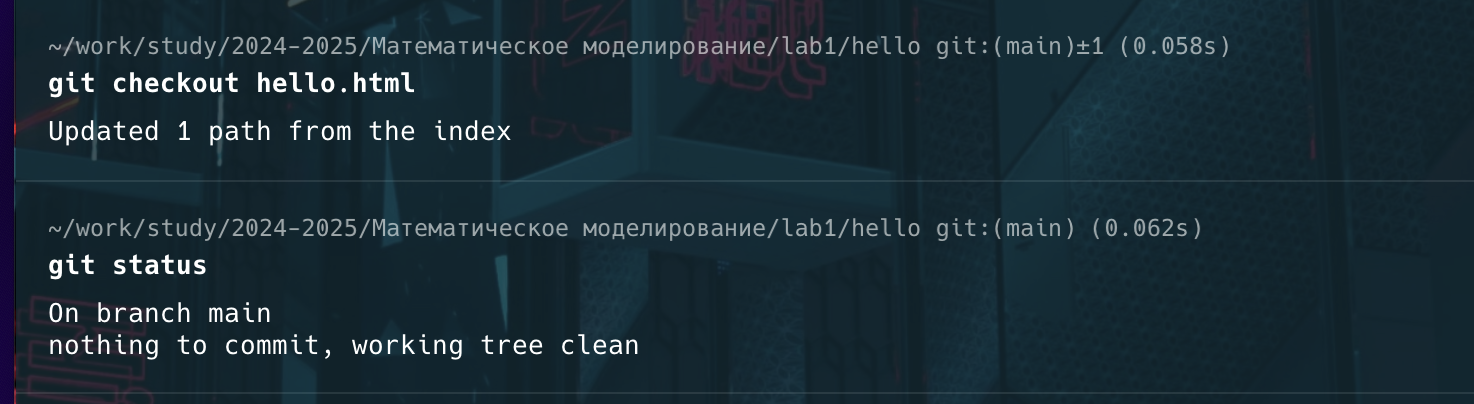 ~/work/study/2024-2025/Математическое моделирование/lab1/hello git:(main)±1 (0.058s)
git checkout hello.html
Updated 1 path from the index
~/work/study/2024-2025/Математическое моделирование/lab1/hello git:(main) (0.062s)
git status
On branch main
nothing to commit, working tree clean